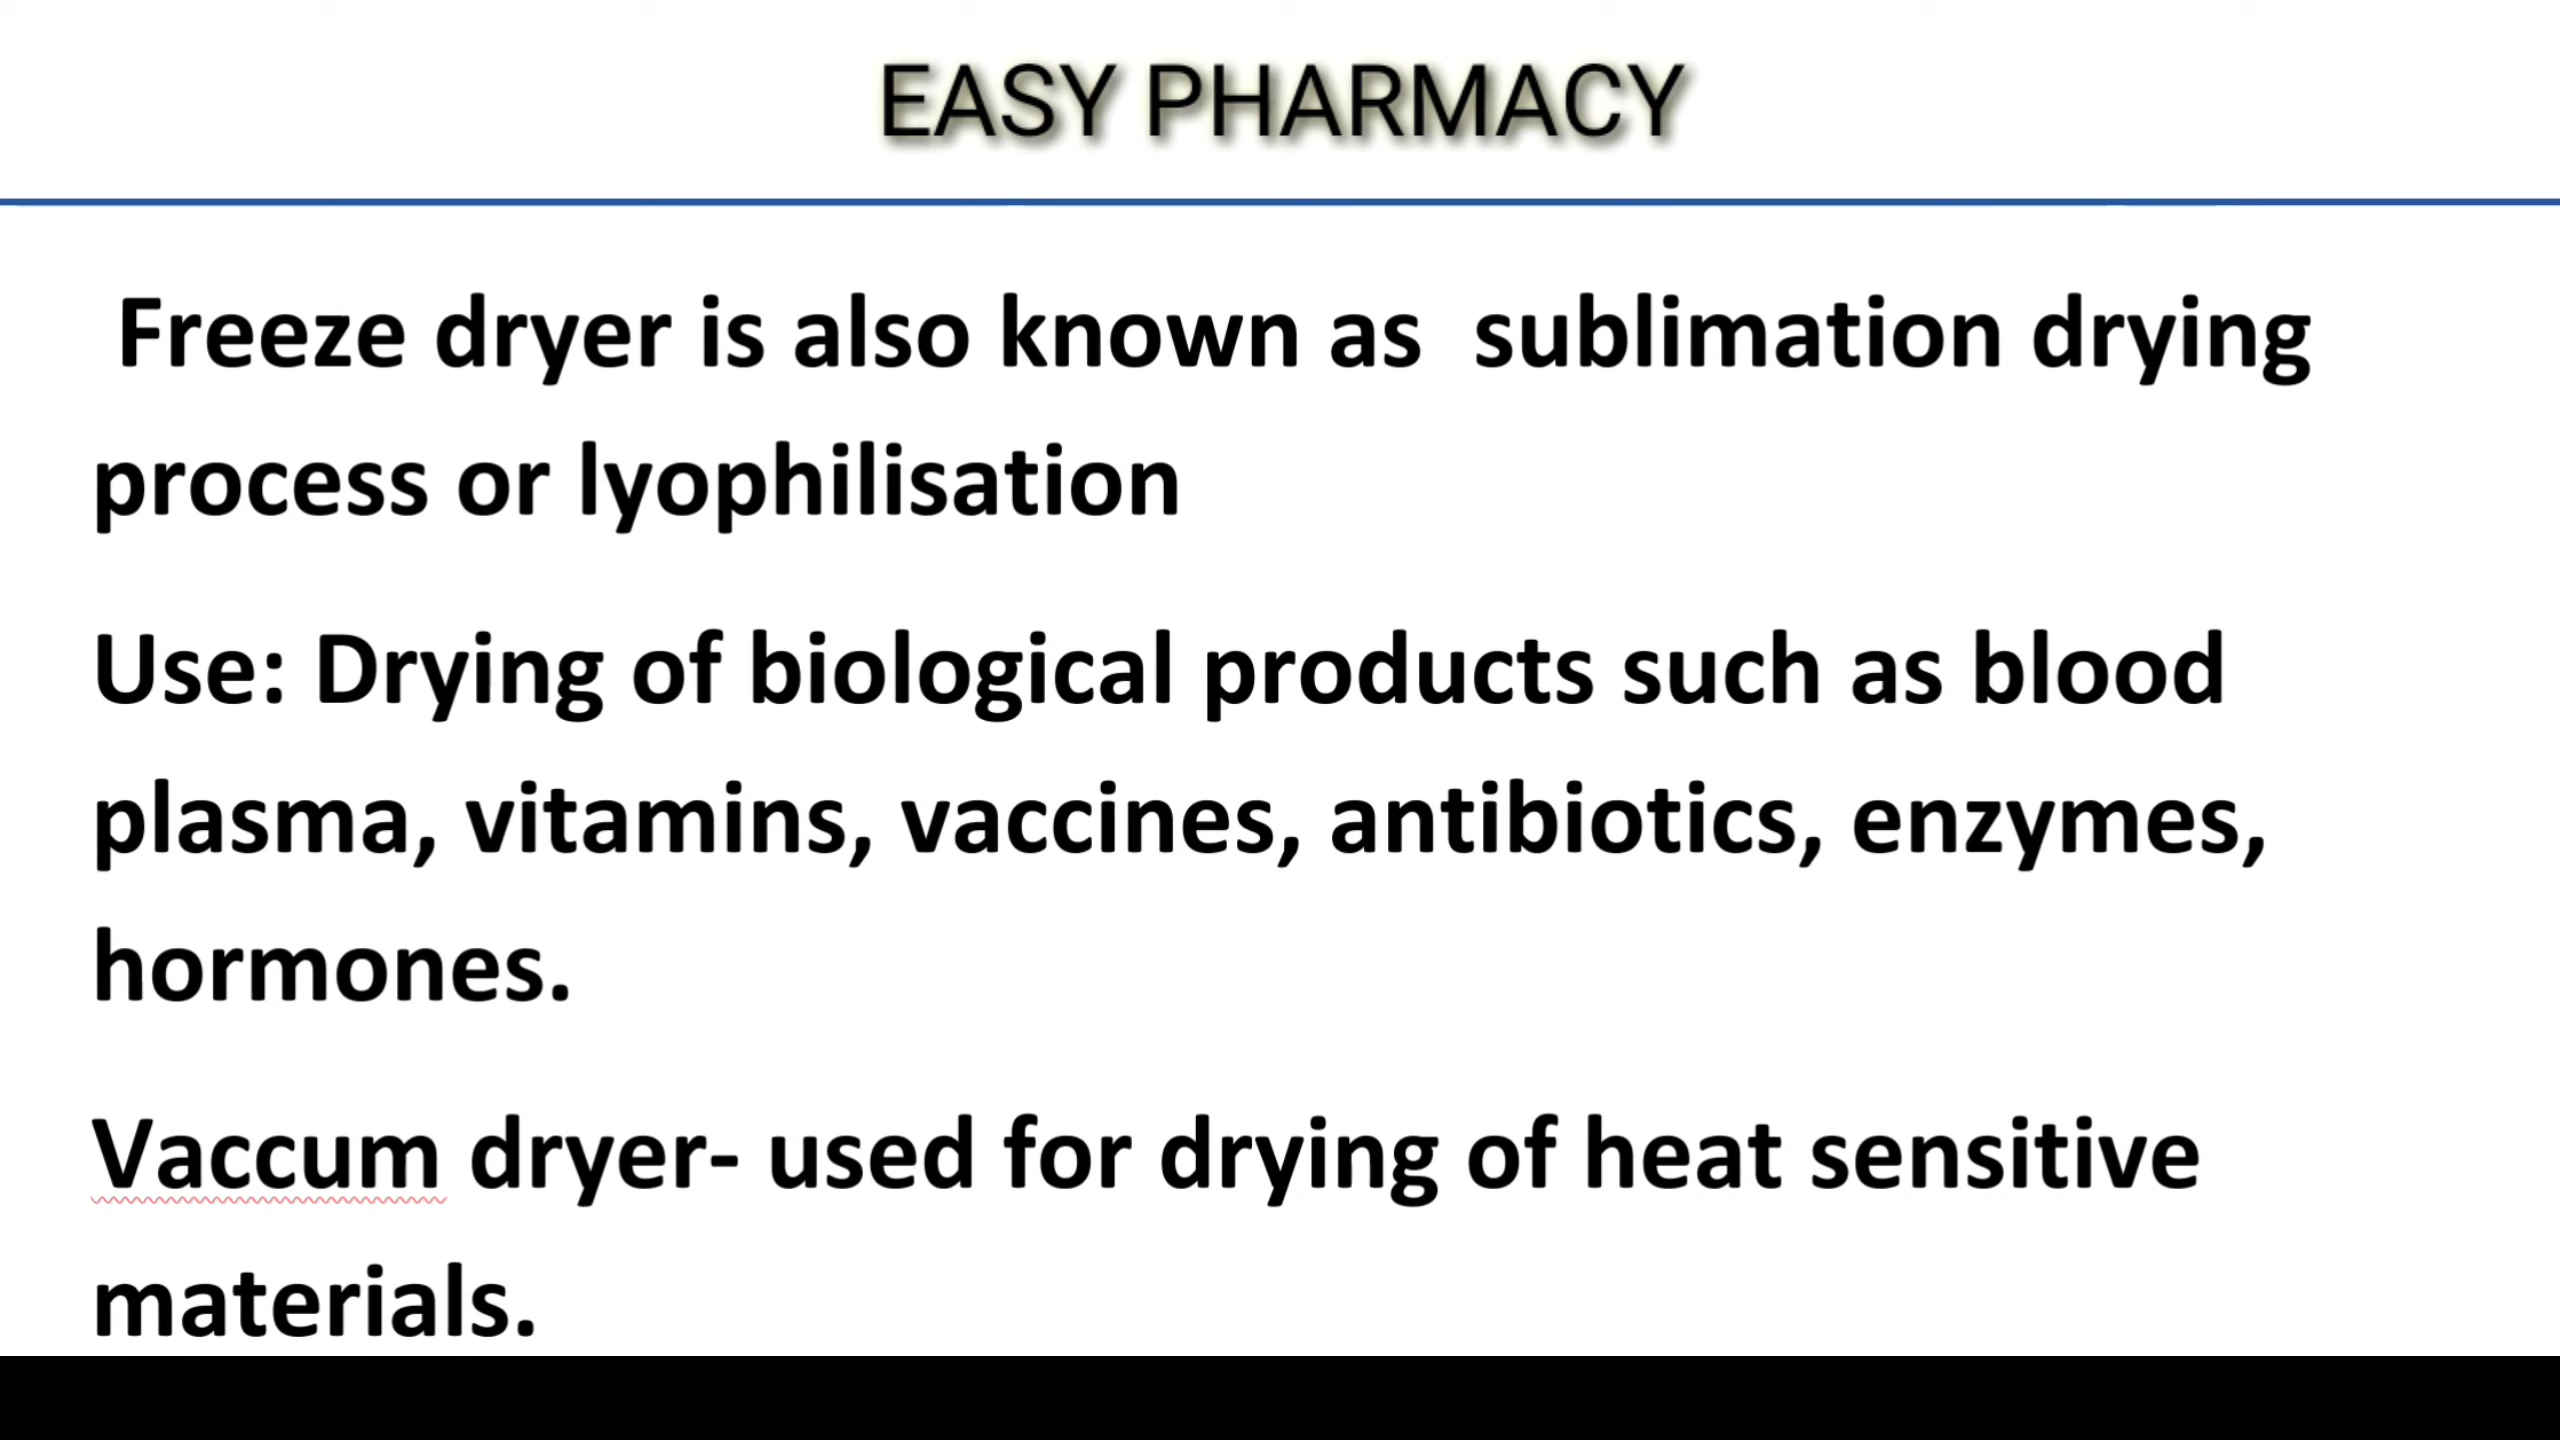 EASY PHARMACY
Freeze dryer is also known as  sublimation drying
process or lyophilisation
Use: Drying of biological products such as blood
plasma, vitamins, vaccines, antibiotics, enzymes,
hormones.
Vaccum dryer- used for drying of heat sensitive
materials.